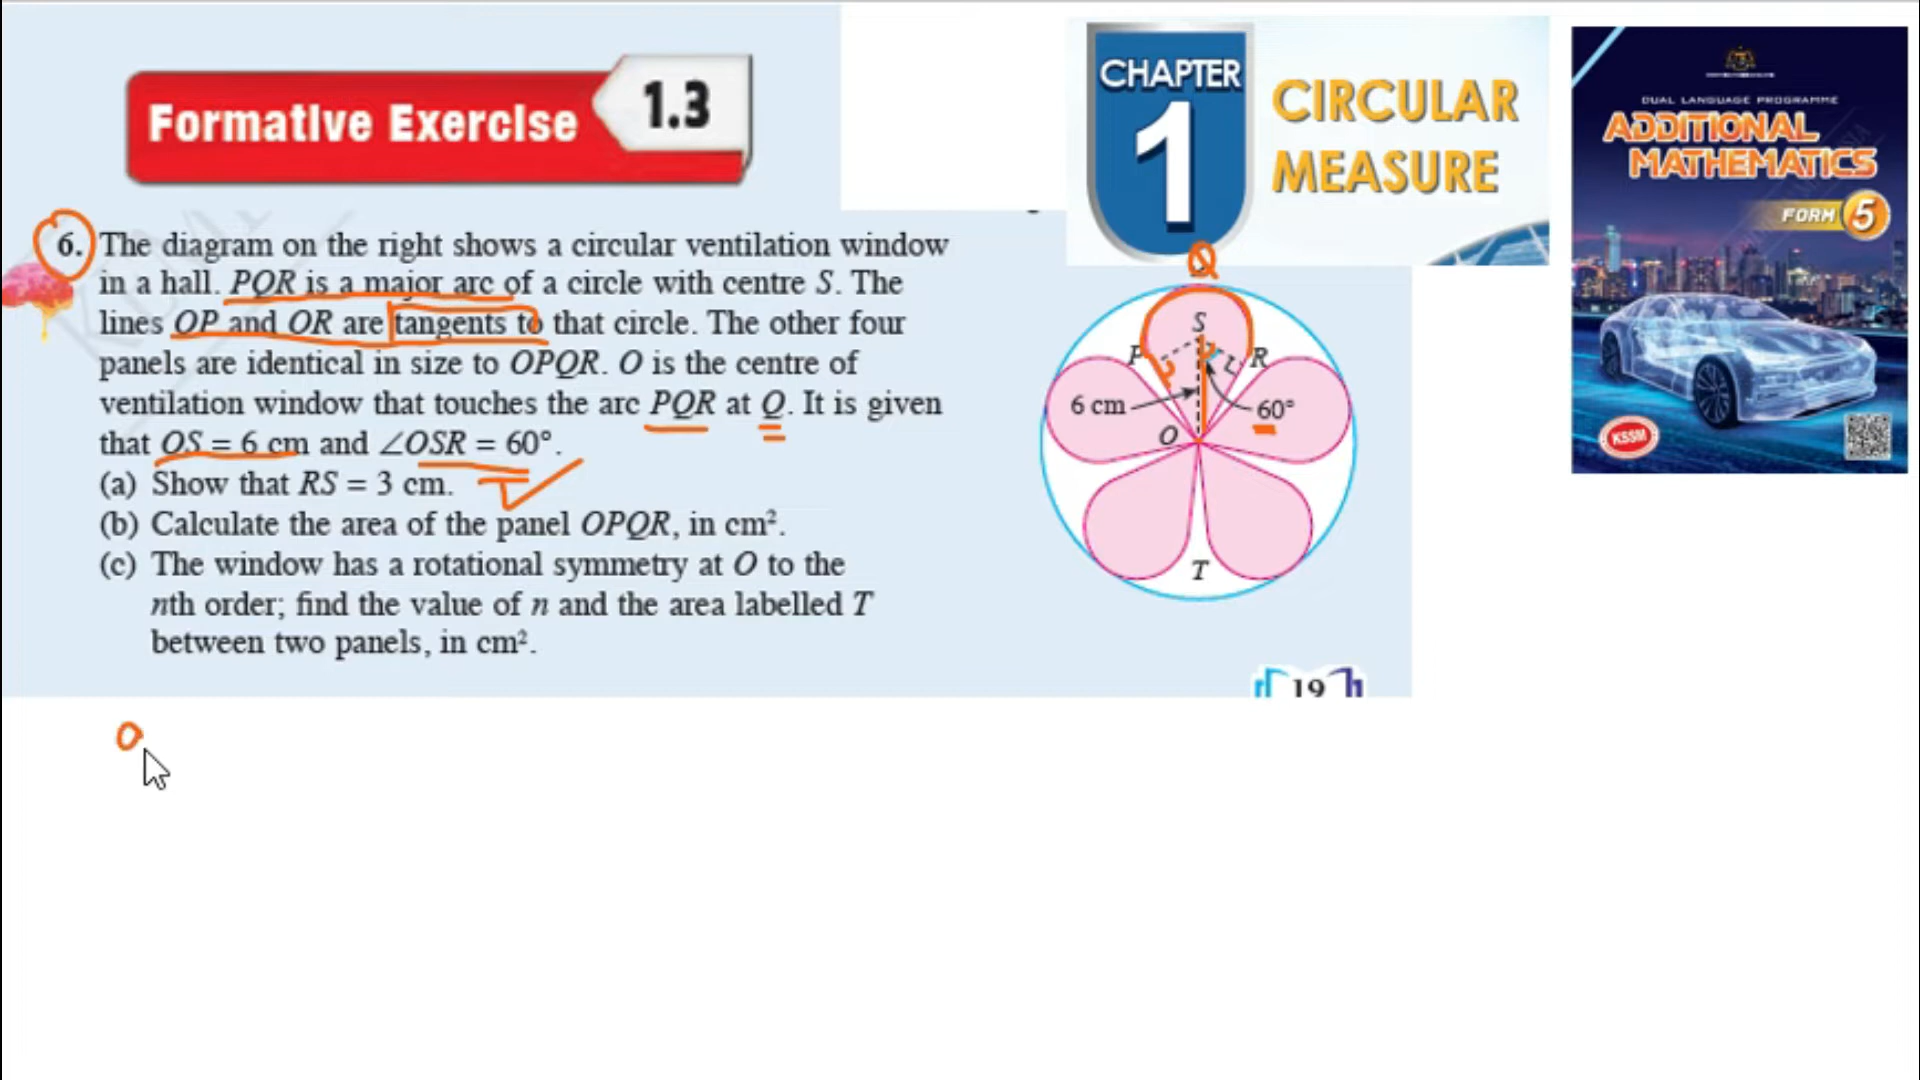 Formative Exercise 1.3
CHAPTER
1
CIRCULAR
MEASURE
DUAL LANGUAGE PROGRAMME
ADDITIONAL
MATHEMATICS
FORM 5
KSSM
6. The diagram on the right shows a circular ventilation window
in a hall. PQR is a major arc of a circle with centre S. The
lines OP and OR are tangents to that circle. The other four
panels are identical in size to OPQR. O is the centre of
ventilation window that touches the arc PQR at Q. It is given
that OS = 6 cm and ∠OSR = 60°.
(a) Show that RS = 3 cm.
(b) Calculate the area of the panel OPQR, in cm².
(c) The window has a rotational symmetry at O to the
nth order; find the value of n and the area labelled T
between two panels, in cm².
Q
S
P
R
6 cm
60°
O
T
19